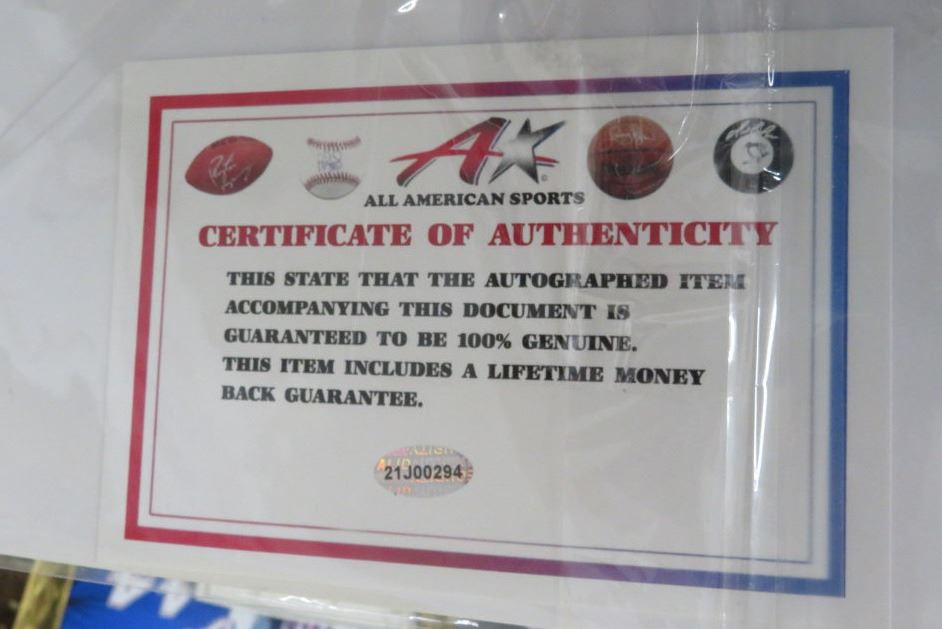 ALL AMERICAN SPORTS
CERTIFICATE OF AUTHENTICITY
THIS STATE THAT THE AUTOGRAPHED ITEM
ACCOMPANYING THIS DOCUMENT IS
GUARANTEED TO BE 100% GENUINE.
THIS ITEM INCLUDES A LIFETIME MONEY
BACK GUARANTEE.
21J00294